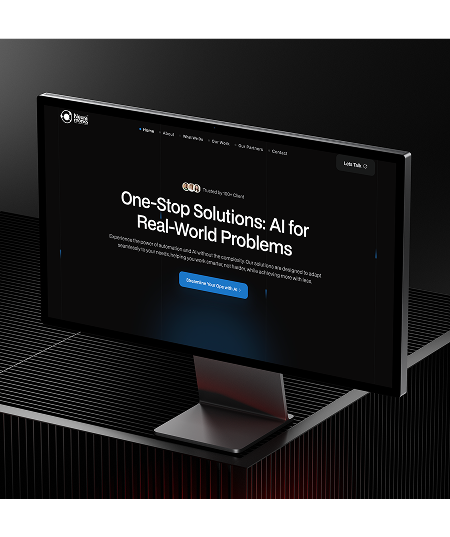 Home
About
What We Do
Our Work
Our Partners
Contact
Lets Talk
Trusted by 100+ Client
One-Stop Solutions: AI for
Real-World Problems
Experience the power of automation and AI without the complexity. Our solutions are designed to adapt
seamlessly to your needs, helping you work smarter, not harder, while achieving more with less.
Streamline Your Ops with AI